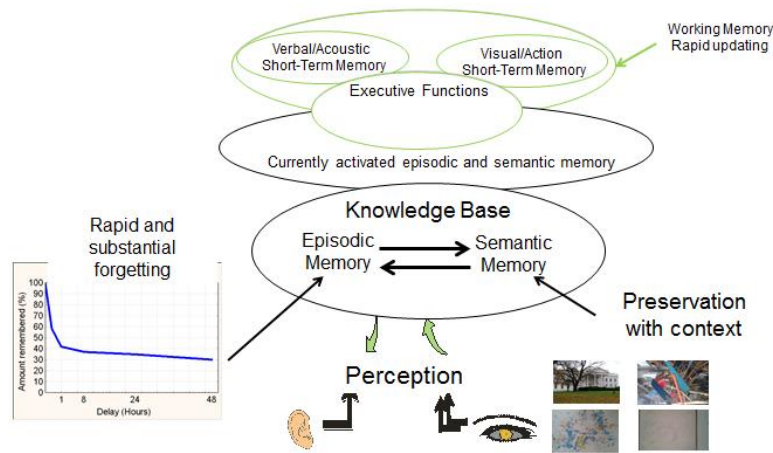 Verbal/Acoustic
Short-Term Memory
Visual/Action
Short-Term Memory
Working Memory
Rapid updating
Executive Functions
Currently activated episodic and semantic memory
Knowledge Base
Episodic
Memory
Semantic
Memory
Rapid and
substantial
forgetting
Amount remembered (%)
100
90
80
70
60
50
40
30
20
10
0
1 8 24 48
Delay (Hours)
Preservation
with context
Perception